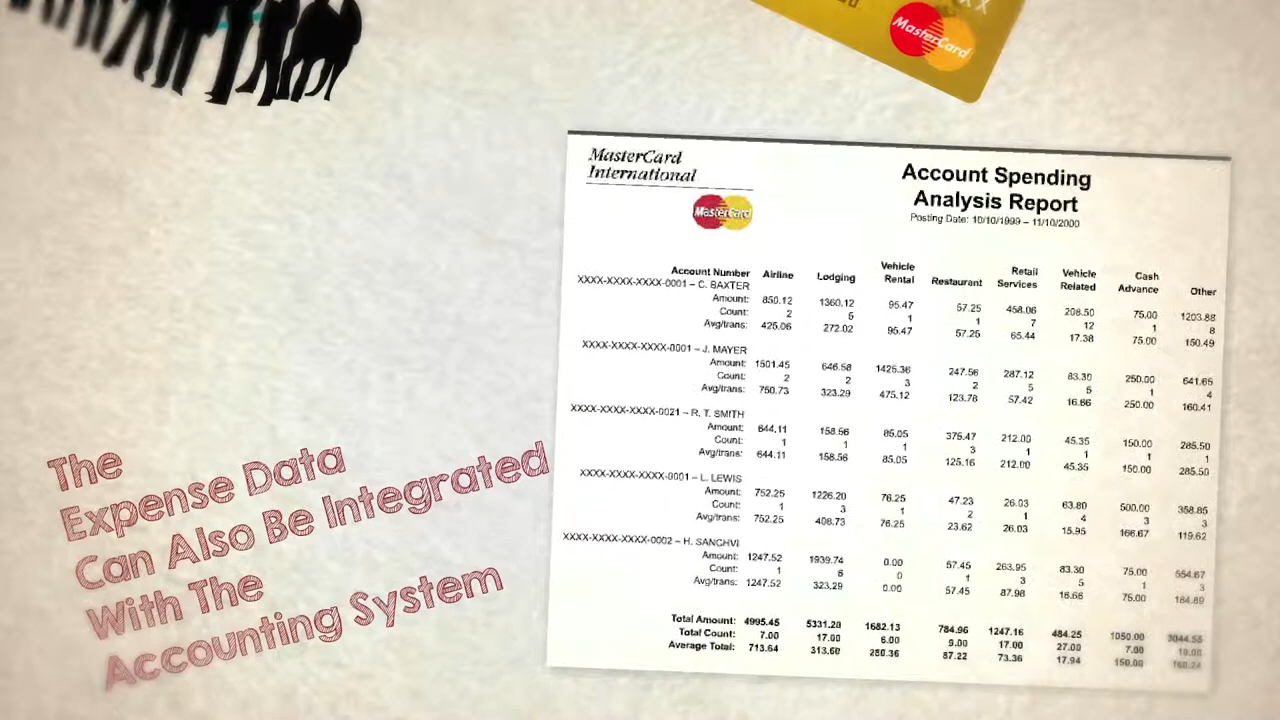 XX
MasterCard
MasterCard
International
MasterCard
Account Spending
Analysis Report
Posting Date: 10/10/1999 – 11/10/2000
Account Number Airline Lodging Vehicle Rental Restaurant Retail Services Vehicle Related Cash Advance Other
XXXX-XXXX-XXXX-0001 – C. BAXTER
Amount: 850.12 1360.12 95.47 57.25 458.06 208.50 75.00 1203.88
Count: 2 5 1 1 7 12 1 8
Avg/trans: 425.06 272.02 95.47 57.25 65.44 17.38 75.00 150.49
XXXX-XXXX-XXXX-0001 – J. MAYER
Amount: 1501.45 646.58 1425.36 247.56 287.12 83.30 250.00 641.65
Count: 2 2 3 2 5 5 1 4
Avg/trans: 750.73 323.29 475.12 123.78 57.42 16.66 250.00 160.41
XXXX-XXXX-XXXX-0021 – R. T. SMITH
Amount: 644.11 158.56 85.05 375.47 212.00 45.35 150.00 285.50
Count: 1 1 1 3 1 1 1 1
Avg/trans: 644.11 158.56 85.05 125.16 212.00 45.35 150.00 285.50
XXXX-XXXX-XXXX-0001 – L. LEWIS
Amount: 752.25 1226.20 76.25 47.23 26.03 63.80 500.00 358.85
Count: 1 3 1 2 1 4 3 3
Avg/trans: 752.25 408.73 76.25 23.62 26.03 15.95 166.67 119.62
XXXX-XXXX-XXXX-0002 – H. SANGHVI
Amount: 1247.52 1939.74 0.00 57.45 263.95 83.30 75.00 554.67
Count: 1 6 0 1 3 5 1 3
Avg/trans: 1247.52 323.29 0.00 57.45 87.98 16.66 75.00 184.89
Total Amount: 4995.45 5331.20 1682.13 784.96 1247.16 484.25 1050.00 3044.55
Total Count: 7.00 17.00 6.00 9.00 17.00 27.00 7.00 19.00
Average Total: 713.64 313.60 280.36 87.22 73.36 17.94 150.00 160.24
The
Expense Data
Can Also Be Integrated
With The
Accounting System